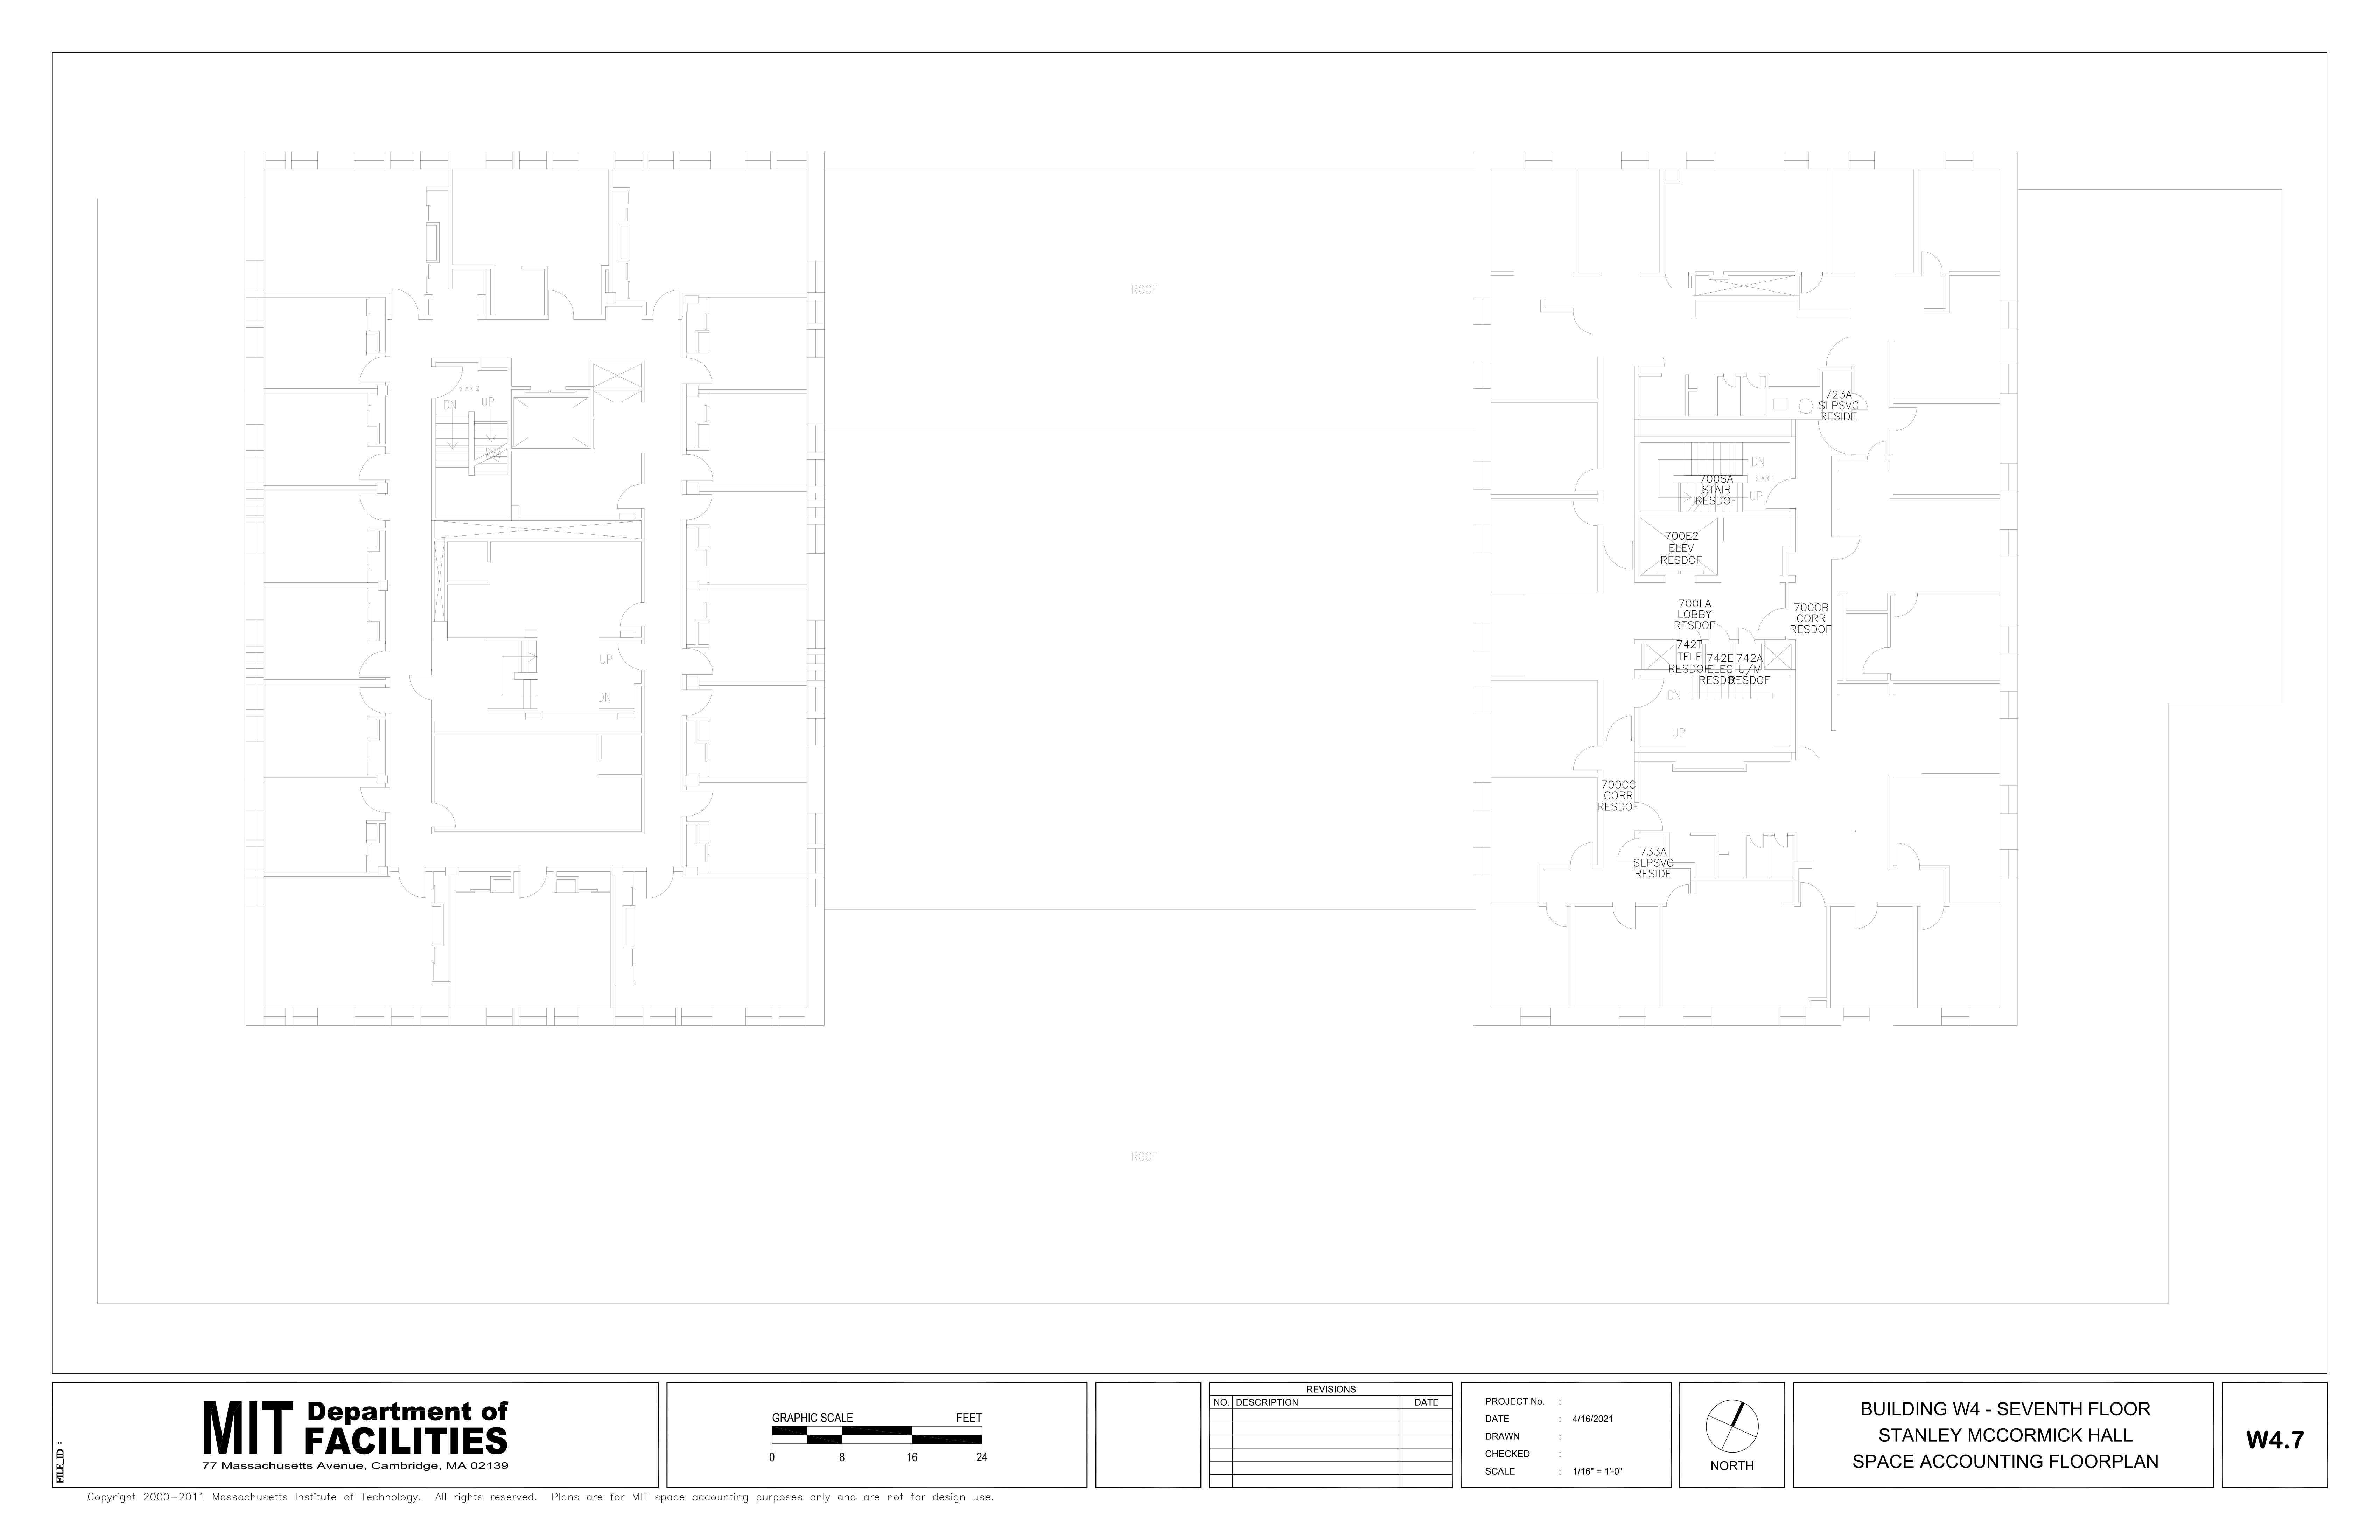 ROOF
STAIR 2
DN
UP
723A
SLPSVC
RESIDE
DN
STAIR 1
UP
700SA
STAIR
RESDOF
700E2
ELEV
RESDOF
700LA
LOBBY
RESDOF
700CB
CORR
RESDOF
742T
TELE
RESDOF
742E
ELEC
RESDOF
742A
U/M
RESDOF
UP
DN
DN
UP
700CC
CORR
RESDOF
733A
SLPSVC
RESIDE
ROOF
FILE_ID :
MIT Department of
FACILITIES
77 Massachusetts Avenue, Cambridge, MA 02139
GRAPHIC SCALE FEET
0 8 16 24
REVISIONS
NO. DESCRIPTION DATE
PROJECT No. :
DATE : 4/16/2021
DRAWN :
CHECKED :
SCALE : 1/16" = 1'-0"
NORTH
BUILDING W4 - SEVENTH FLOOR
STANLEY MCCORMICK HALL
SPACE ACCOUNTING FLOORPLAN
W4.7
Copyright 2000-2011 Massachusetts Institute of Technology. All rights reserved. Plans are for MIT space accounting purposes only and are not for design use.